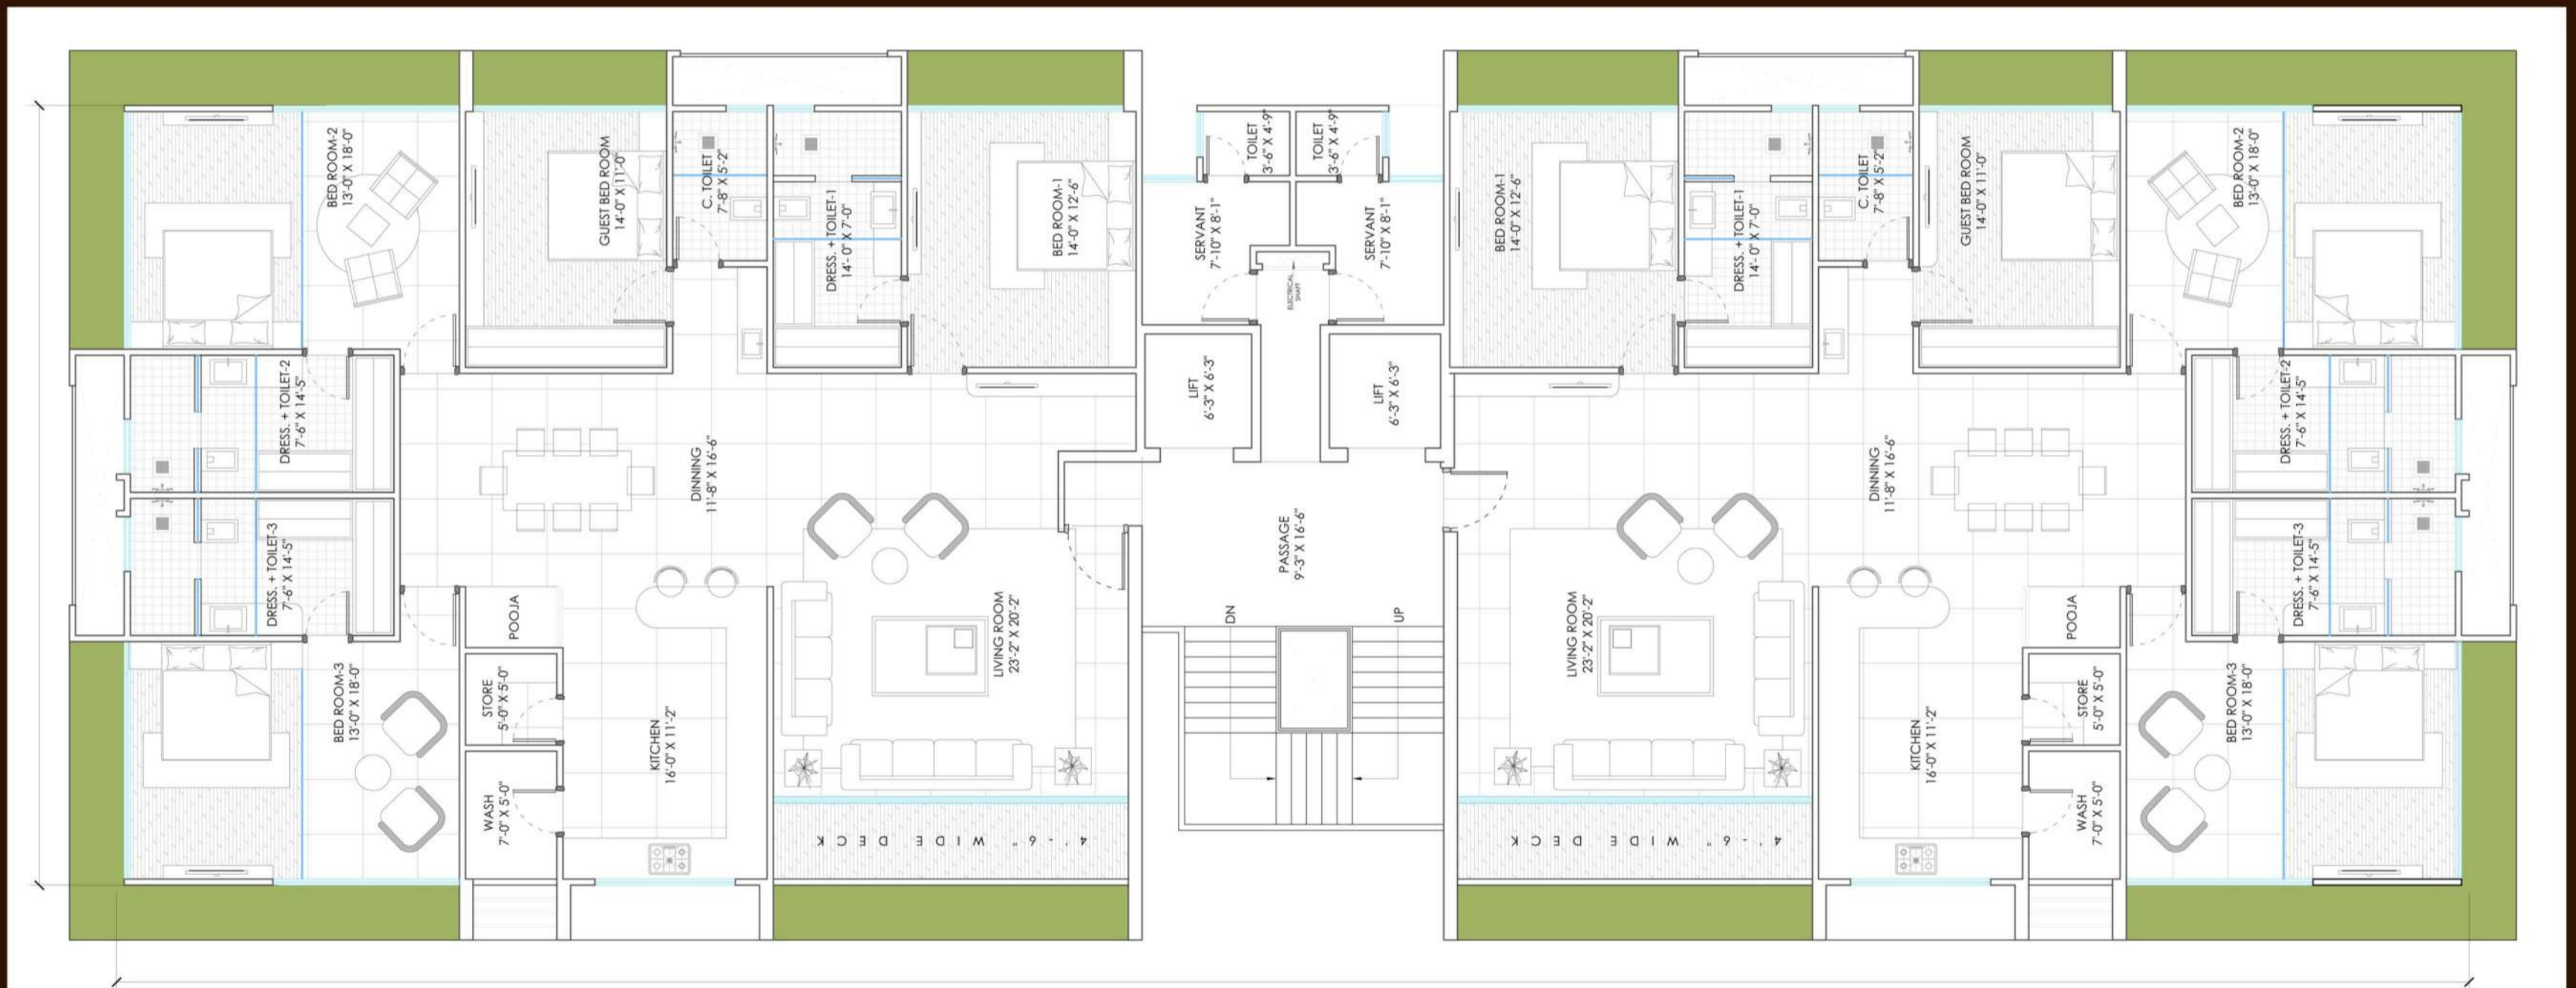 BED ROOM-2
13'-0" X 18'-0"
GUEST BED ROOM
14'-0" X 11'-0"
C. TOILET
7'-8" X 5'-2"
DRESS. + TOILET-1
14'- 0" X 7'-0"
BED ROOM-1
14'-0" X 12'-6"
TOILET
3'-6" X 4'-9"
TOILET
3'-6" X 4'-9"
SERVANT
7'-10" X 8'-1"
SERVANT
7'-10" X 8'-1"
ELECTRICAL
SHAFT
BED ROOM-1
14'-0" X 12'-6"
DRESS. + TOILET-1
14'- 0" X 7'-0"
C. TOILET
7'-8" X 5'-2"
GUEST BED ROOM
14'-0" X 11'-0"
BED ROOM-2
13'-0" X 18'-0"
DRESS. + TOILET-2
7'-6" X 14'-5"
DINNING
11'-8" X 16'-6"
LIFT
6'-3" X 6'-3"
LIFT
6'-3" X 6'-3"
DINNING
11'-8" X 16'-6"
DRESS. + TOILET-2
7'-6" X 14'-5"
DRESS. + TOILET-3
7'-6" X 14'-5"
PASSAGE
9'-3" X 16'-6"
DRESS. + TOILET-3
7'-6" X 14'-5"
POOJA
LIVING ROOM
23'-2" X 20'-2"
DN
UP
LIVING ROOM
23'-2" X 20'-2"
POOJA
BED ROOM-3
13'-0" X 18'-0"
STORE
5'-0" X 5'-0"
KITCHEN
16'-0" X 11'-2"
KITCHEN
16'-0" X 11'-2"
STORE
5'-0" X 5'-0"
BED ROOM-3
13'-0" X 18'-0"
WASH
7'-0" X 5'-0"
WASH
7'-0" X 5'-0"
4'-6" WIDE DECK
4'-6" WIDE DECK